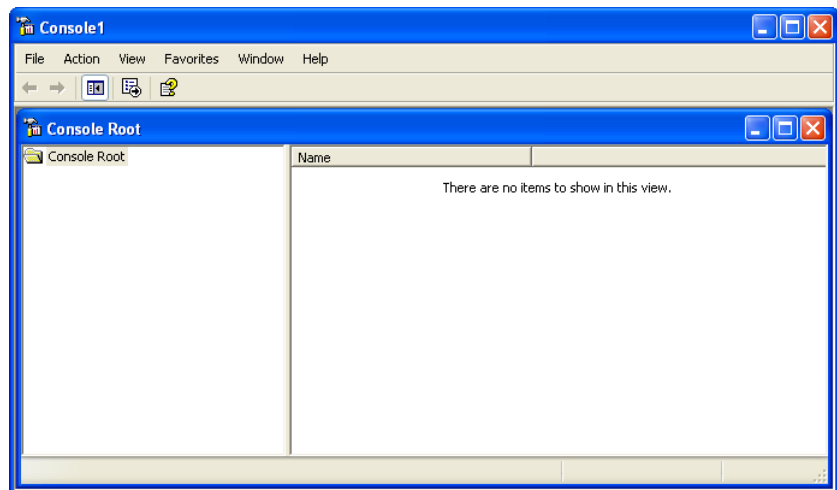 Console1
File Action View Favorites Window Help
Console Root
Console Root
Name
There are no items to show in this view.